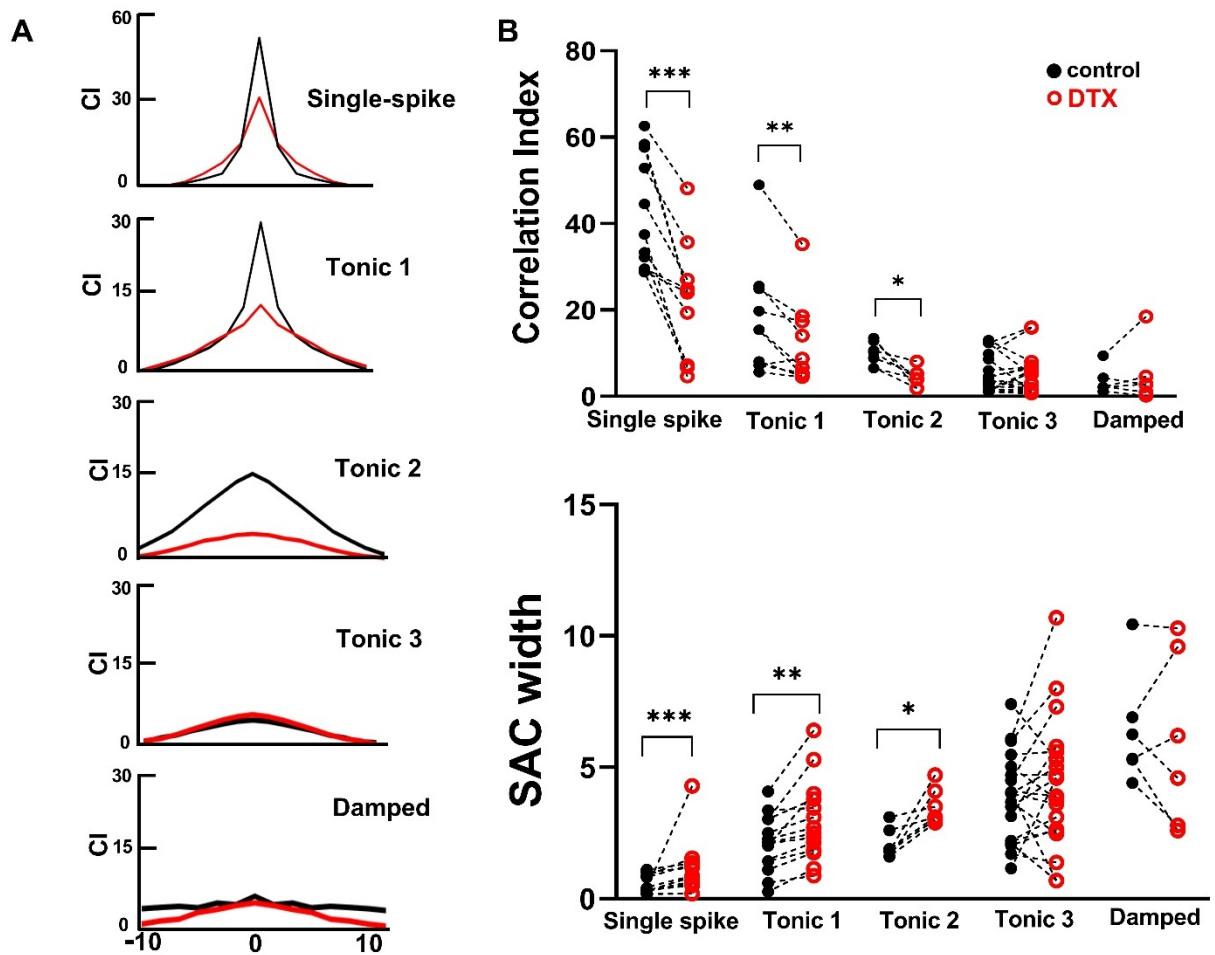 A
60
CI
30
0
Single-spike
30
CI
15
0
Tonic 1
30
CI
15
0
Tonic 2
30
CI
15
0
Tonic 3
30
CI
15
0
Damped
-10 0 10
B
Correlation Index
80
60
40
20
0
*** ** *
control
DTX
Single spike Tonic 1 Tonic 2 Tonic 3 Damped
SAC width
15
10
5
0
*** ** *
Single spike Tonic 1 Tonic 2 Tonic 3 Damped